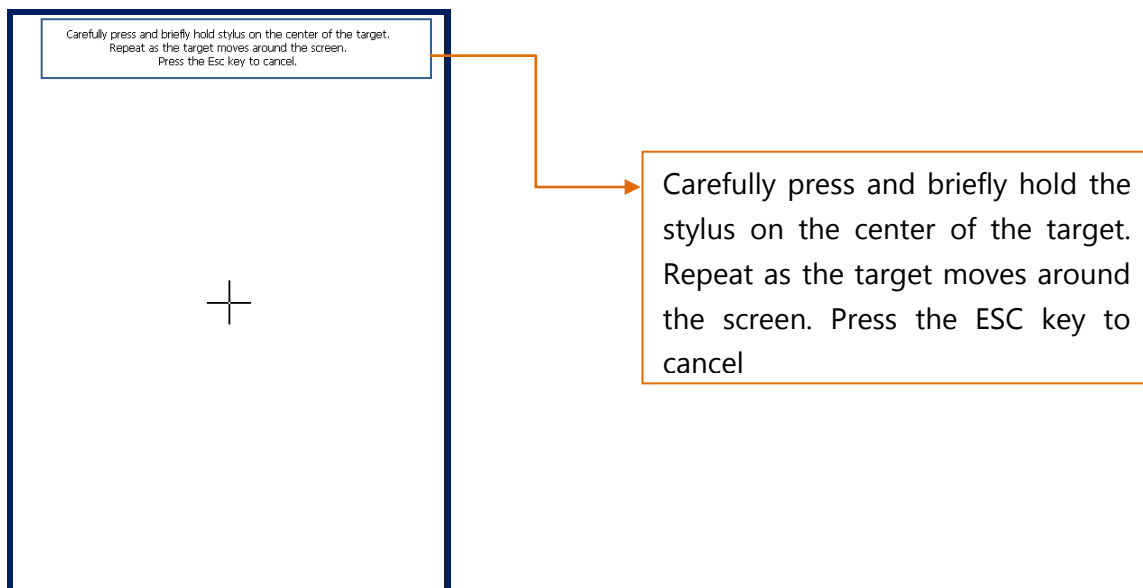 Carefully press and briefly hold stylus on the center of the target.
Repeat as the target moves around the screen.
Press the Esc key to cancel.
Carefully press and briefly hold the
stylus on the center of the target.
Repeat as the target moves around
the screen. Press the ESC key to
cancel